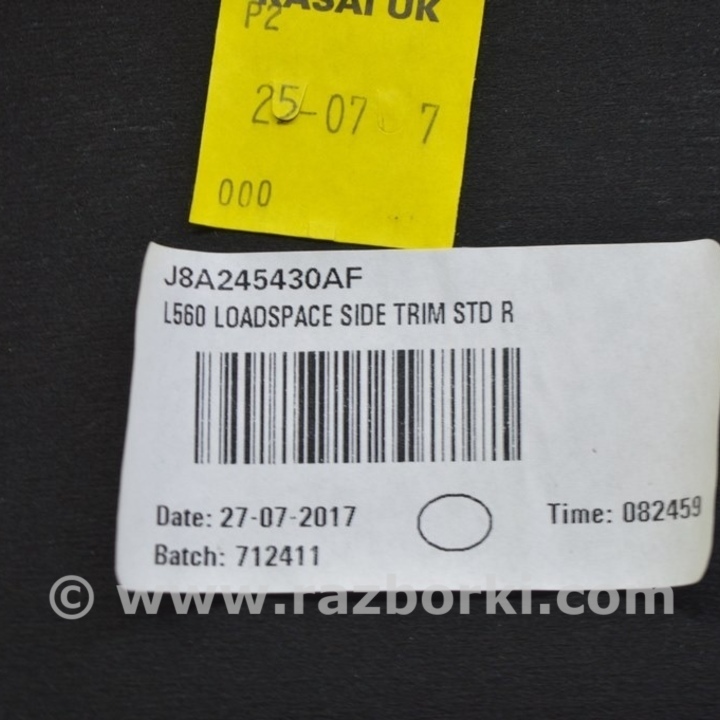 KASAI UK
P2
25-07 7
000
J8A245430AF
L560 LOADSPACE SIDE TRIM STD R
Date: 27-07-2017
Time: 082459
Batch: 712411
© www.razborki.com